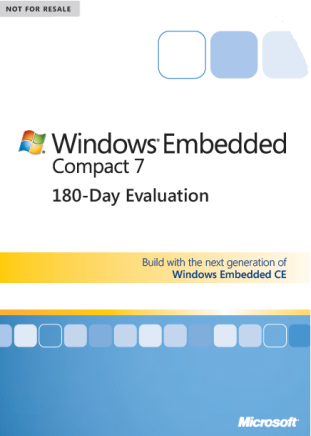 NOT FOR RESALE
Windows® Embedded
Compact 7
180-Day Evaluation
Build with the next generation of
Windows Embedded CE
Microsoft®